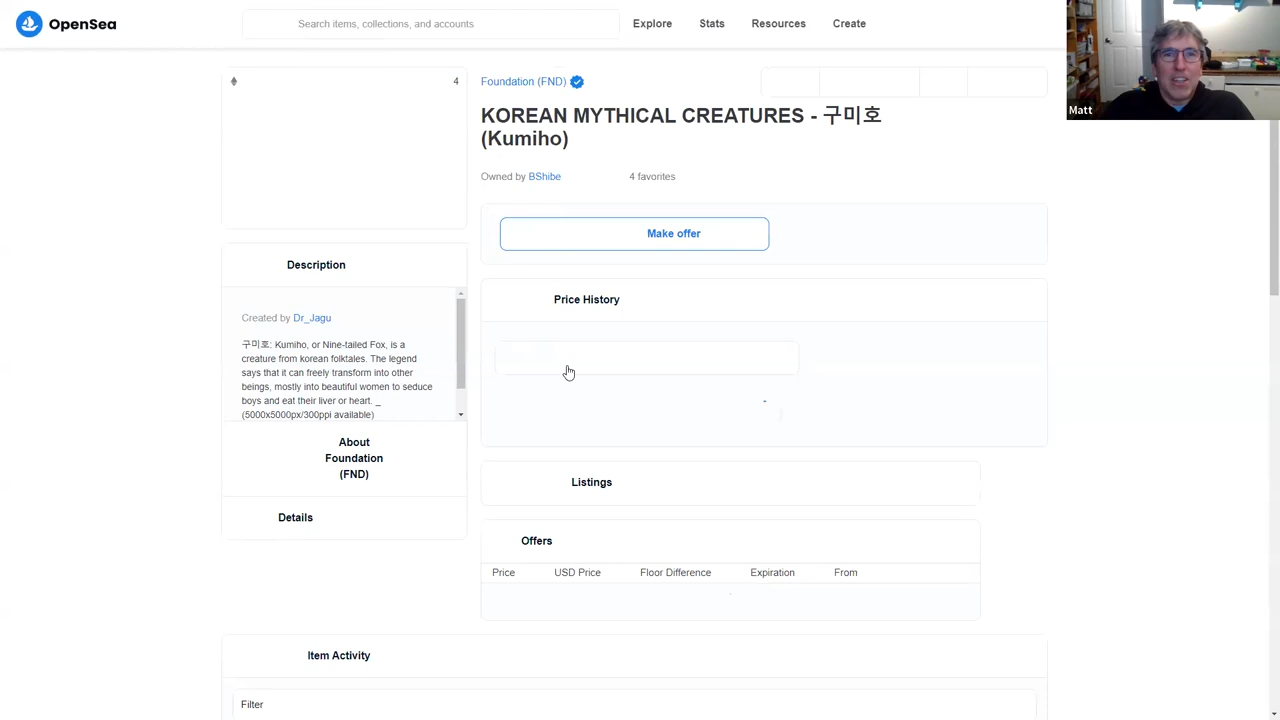 OpenSea
Search items, collections, and accounts
Explore
Stats
Resources
Create
Matt
4
Foundation (FND)
KOREAN MYTHICAL CREATURES - 구미호
(Kumiho)
Owned by BShibe
4 favorites
Make offer
Description
Created by Dr_Jagu
구미호: Kumiho, or Nine-tailed Fox, is a
creature from korean folktales. The legend
says that it can freely transform into other
beings, mostly into beautiful women to seduce
boys and eat their liver or heart. _
(5000x5000px/300ppi available)
About
Foundation
(FND)
Details
Price History
-
Listings
Offers
Price
USD Price
Floor Difference
Expiration
From
Item Activity
Filter